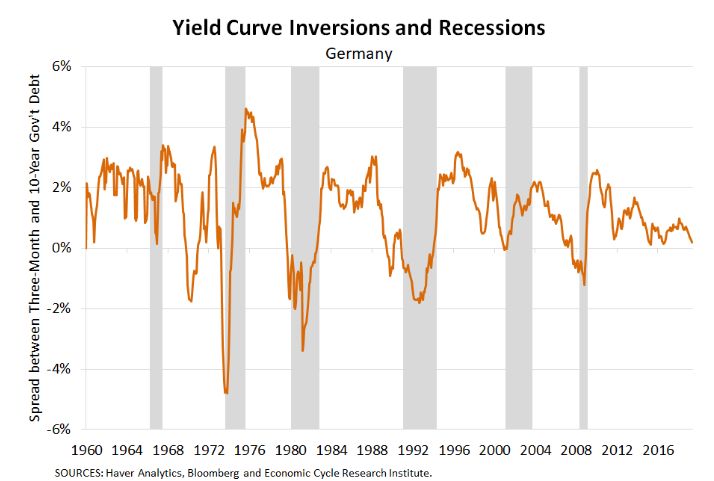 Yield Curve Inversions and Recessions
Germany
Spread between Three-Month and 10-Year Gov't Debt
6%
4%
2%
0%
-2%
-4%
-6%
1960 1964 1968 1972 1976 1980 1984 1988 1992 1996 2000 2004 2008 2012 2016
SOURCES: Haver Analytics, Bloomberg and Economic Cycle Research Institute.